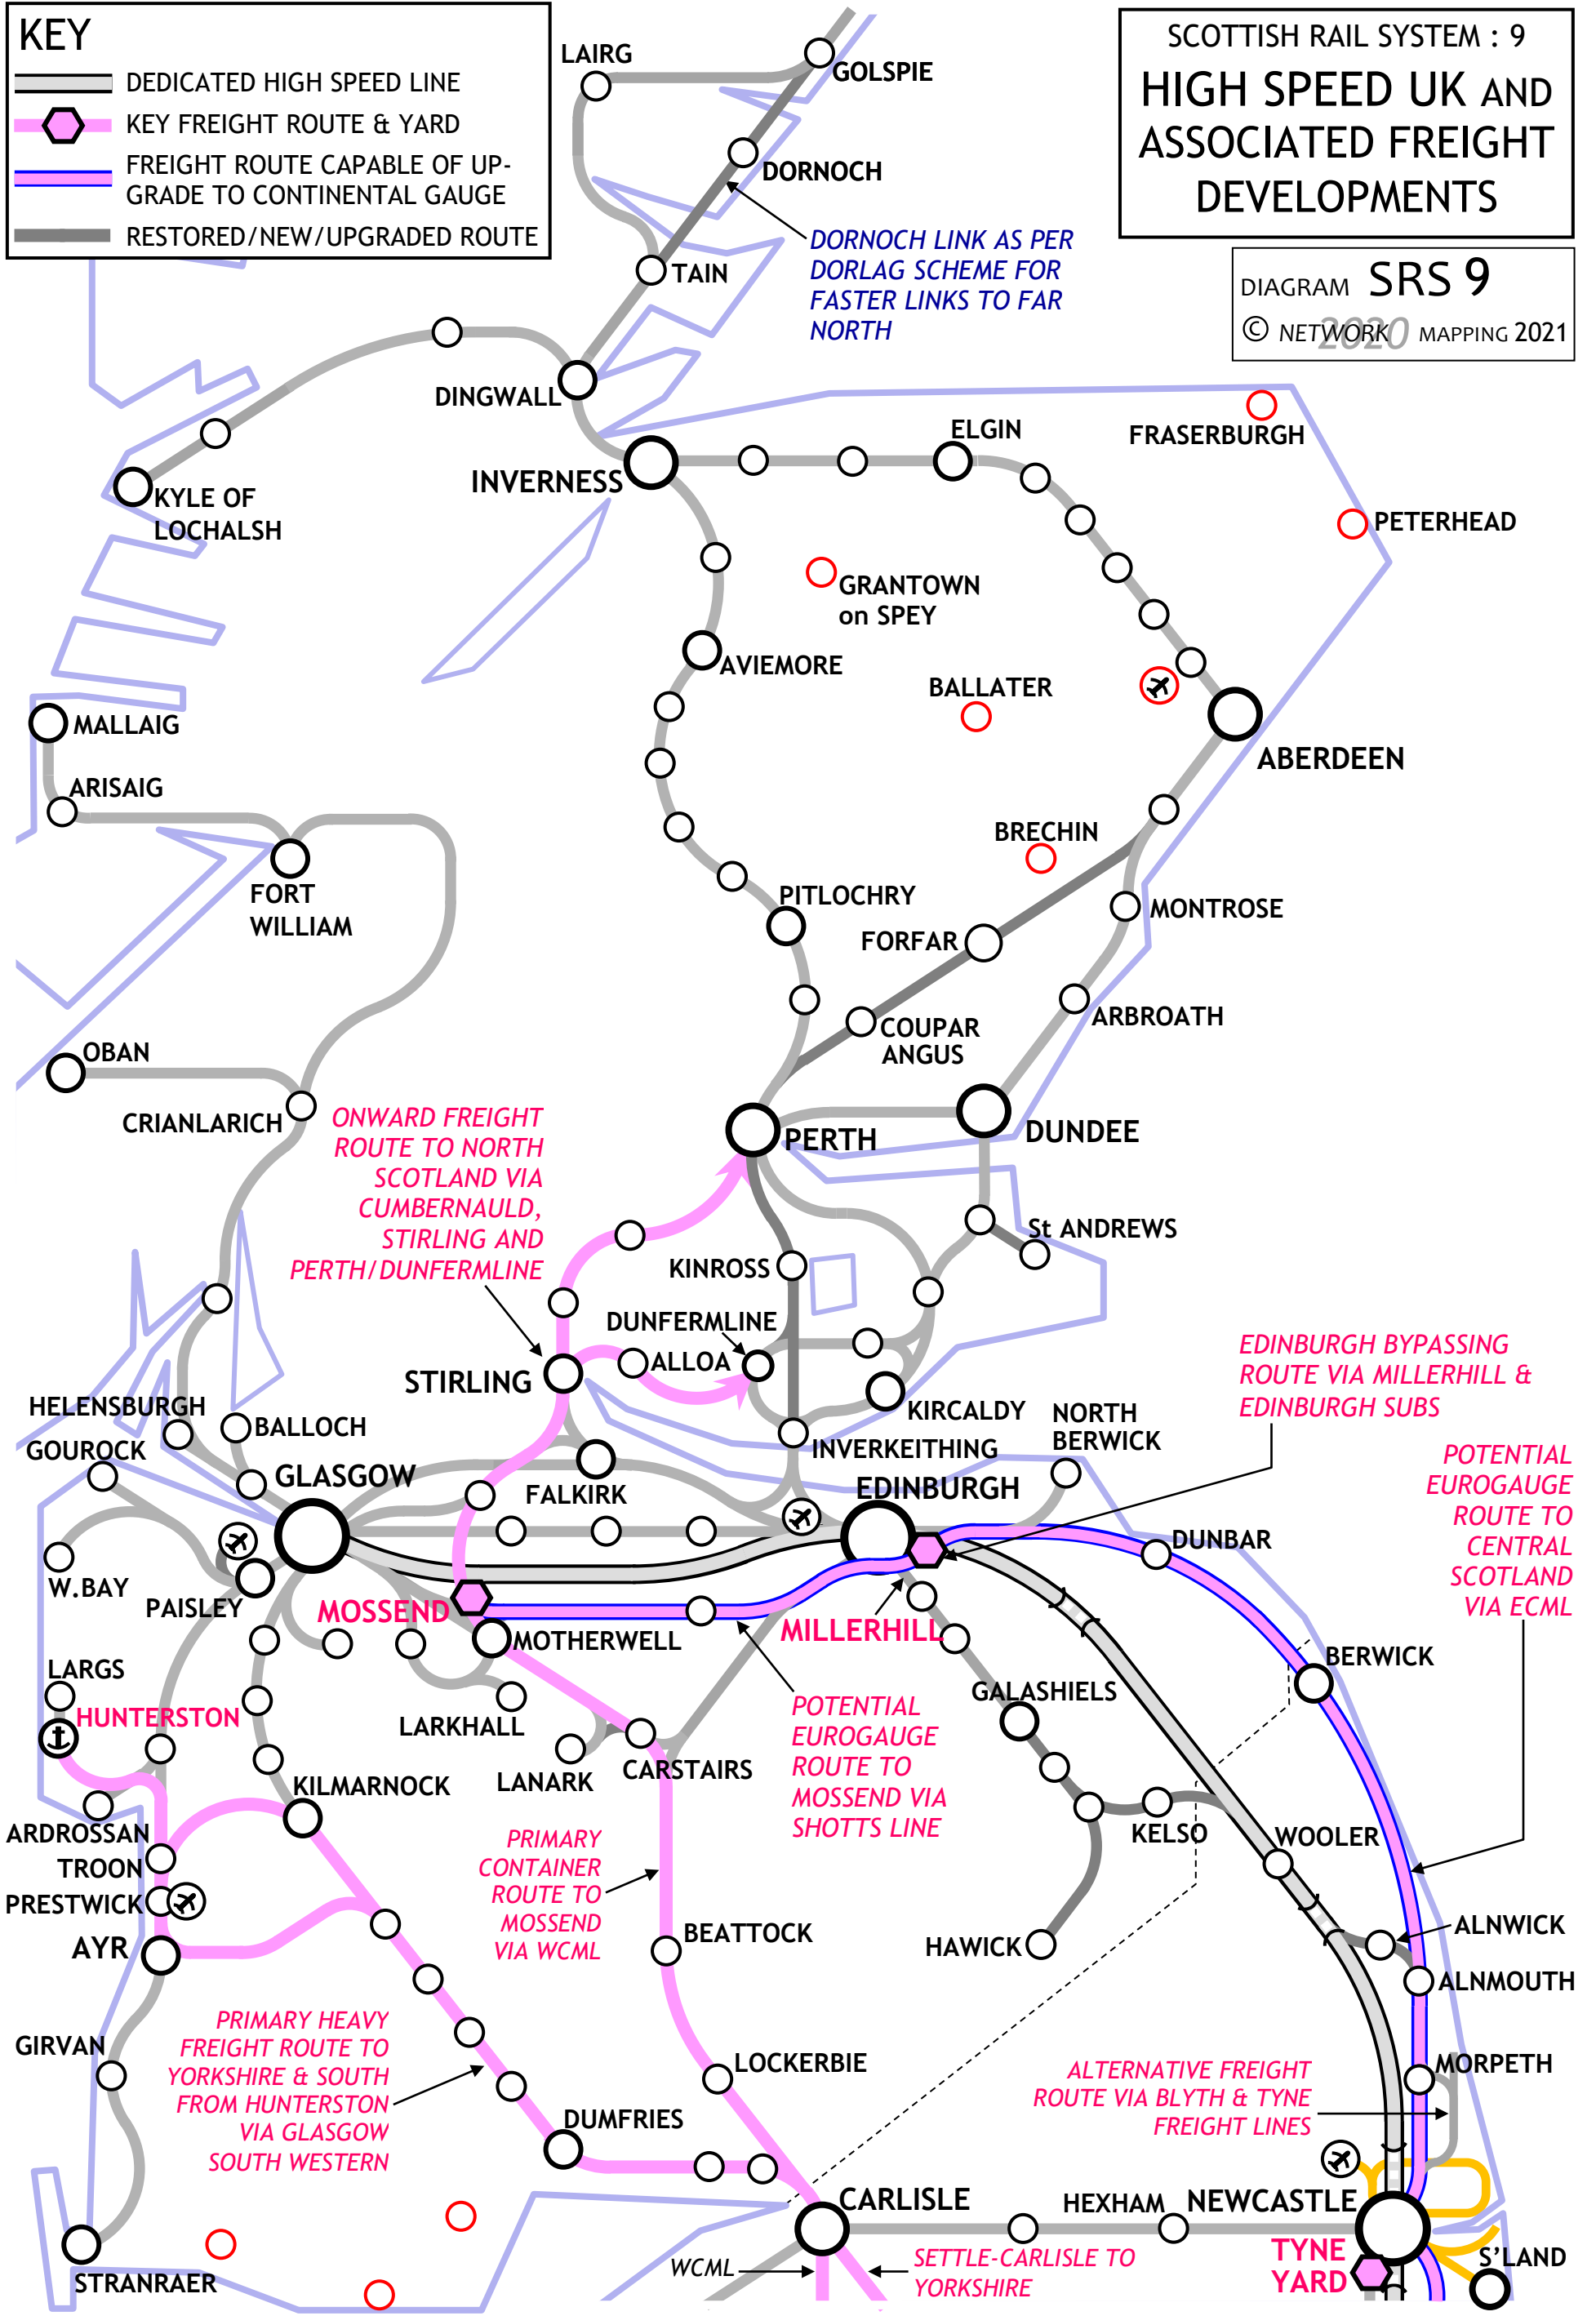 KEY
DEDICATED HIGH SPEED LINE
KEY FREIGHT ROUTE & YARD
FREIGHT ROUTE CAPABLE OF UP-
GRADE TO CONTINENTAL GAUGE
RESTORED/NEW/UPGRADED ROUTE
SCOTTISH RAIL SYSTEM : 9
HIGH SPEED UK AND
ASSOCIATED FREIGHT
DEVELOPMENTS
DIAGRAM SRS 9
© NETWORK 2020 MAPPING 2021
LAIRG
GOLSPIE
DORNOCH
DORNOCH LINK AS PER
DORLAG SCHEME FOR
FASTER LINKS TO FAR
NORTH
TAIN
DINGWALL
KYLE OF
LOCHALSH
INVERNESS
ELGIN
FRASERBURGH
PETERHEAD
GRANTOWN
on SPEY
AVIEMORE
BALLATER
ABERDEEN
MALLAIG
ARISAIG
FORT
WILLIAM
BRECHIN
PITLOCHRY
FORFAR
MONTROSE
COUPAR
ANGUS
ARBROATH
OBAN
CRIANLARICH
ONWARD FREIGHT
ROUTE TO NORTH
SCOTLAND VIA
CUMBERNAULD,
STIRLING AND
PERTH/DUNFERMLINE
PERTH
DUNDEE
St ANDREWS
KINROSS
DUNFERMLINE
ALLOA
STIRLING
KIRCALDY
INVERKEITHING
NORTH
BERWICK
EDINBURGH BYPASSING
ROUTE VIA MILLERHILL &
EDINBURGH SUBS
POTENTIAL
EUROGAUGE
ROUTE TO
CENTRAL
SCOTLAND
VIA ECML
HELENSBURGH
BALLOCH
GOUROCK
GLASGOW
FALKIRK
EDINBURGH
DUNBAR
W.BAY
PAISLEY
MOSSEND
MOTHERWELL
MILLERHILL
BERWICK
LARGS
HUNTERSTON
LARKHALL
LANARK
CARSTAIRS
GALASHIELS
POTENTIAL
EUROGAUGE
ROUTE TO
MOSSEND VIA
SHOTTS LINE
KILMARNOCK
ARDROSSAN
TROON
PRESTWICK
AYR
PRIMARY
CONTAINER
ROUTE TO
MOSSEND
VIA WCML
KELSO
WOOLER
HAWICK
BEATTOCK
ALNWICK
ALNMOUTH
GIRVAN
PRIMARY HEAVY
FREIGHT ROUTE TO
YORKSHIRE & SOUTH
FROM HUNTERSTON
VIA GLASGOW
SOUTH WESTERN
LOCKERBIE
MORPETH
ALTERNATIVE FREIGHT
ROUTE VIA BLYTH & TYNE
FREIGHT LINES
DUMFRIES
CARLISLE
HEXHAM
NEWCASTLE
STRANRAER
WCML
SETTLE-CARLISLE TO
YORKSHIRE
TYNE
YARD
S'LAND